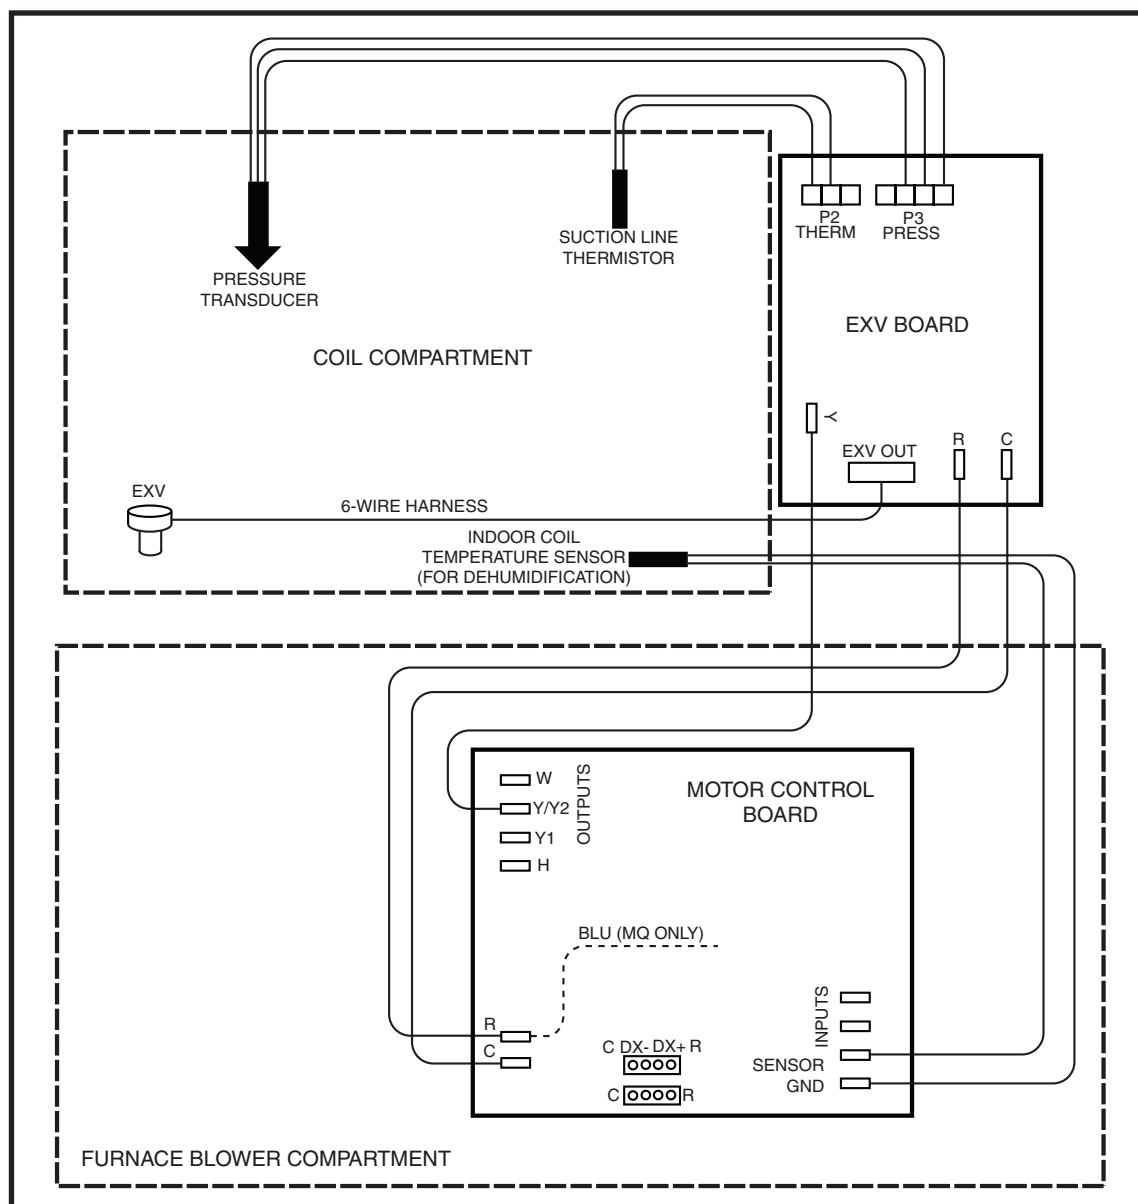 P2
THERM
P3
PRESS
SUCTION LINE
THERMISTOR
PRESSURE
TRANSDUCER
EXV BOARD
COIL COMPARTMENT
Y
EXV OUT
R
C
EXV
6-WIRE HARNESS
INDOOR COIL
TEMPERATURE SENSOR
(FOR DEHUMIDIFICATION)
W
Y/Y2
Y1
H
OUTPUTS
MOTOR CONTROL
BOARD
BLU (MQ ONLY)
INPUTS
R
C
C DX- DX+ R
SENSOR
GND
C R
FURNACE BLOWER COMPARTMENT